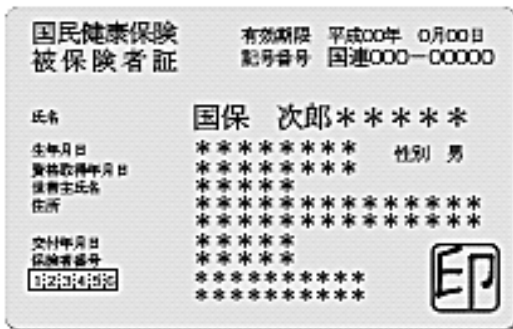 国民健康保険 有効期限 平成00年 0月00日
被保険者証 記号番号 国連000-00000
氏名 国保 次郎＊＊＊＊＊
生年月日 ＊＊＊＊＊＊＊＊ 性別 男
資格取得年月日 ＊＊＊＊＊＊＊＊
世帯主氏名 ＊＊＊＊＊
住所 ＊＊＊＊＊＊＊＊＊＊＊＊＊＊
＊＊＊＊＊＊＊＊＊＊＊＊＊＊
交付年月日 ＊＊＊＊＊
保険者番号 ＊＊＊＊＊
123456 ＊＊＊＊＊＊＊＊＊＊
＊＊＊＊＊＊＊＊＊＊
印